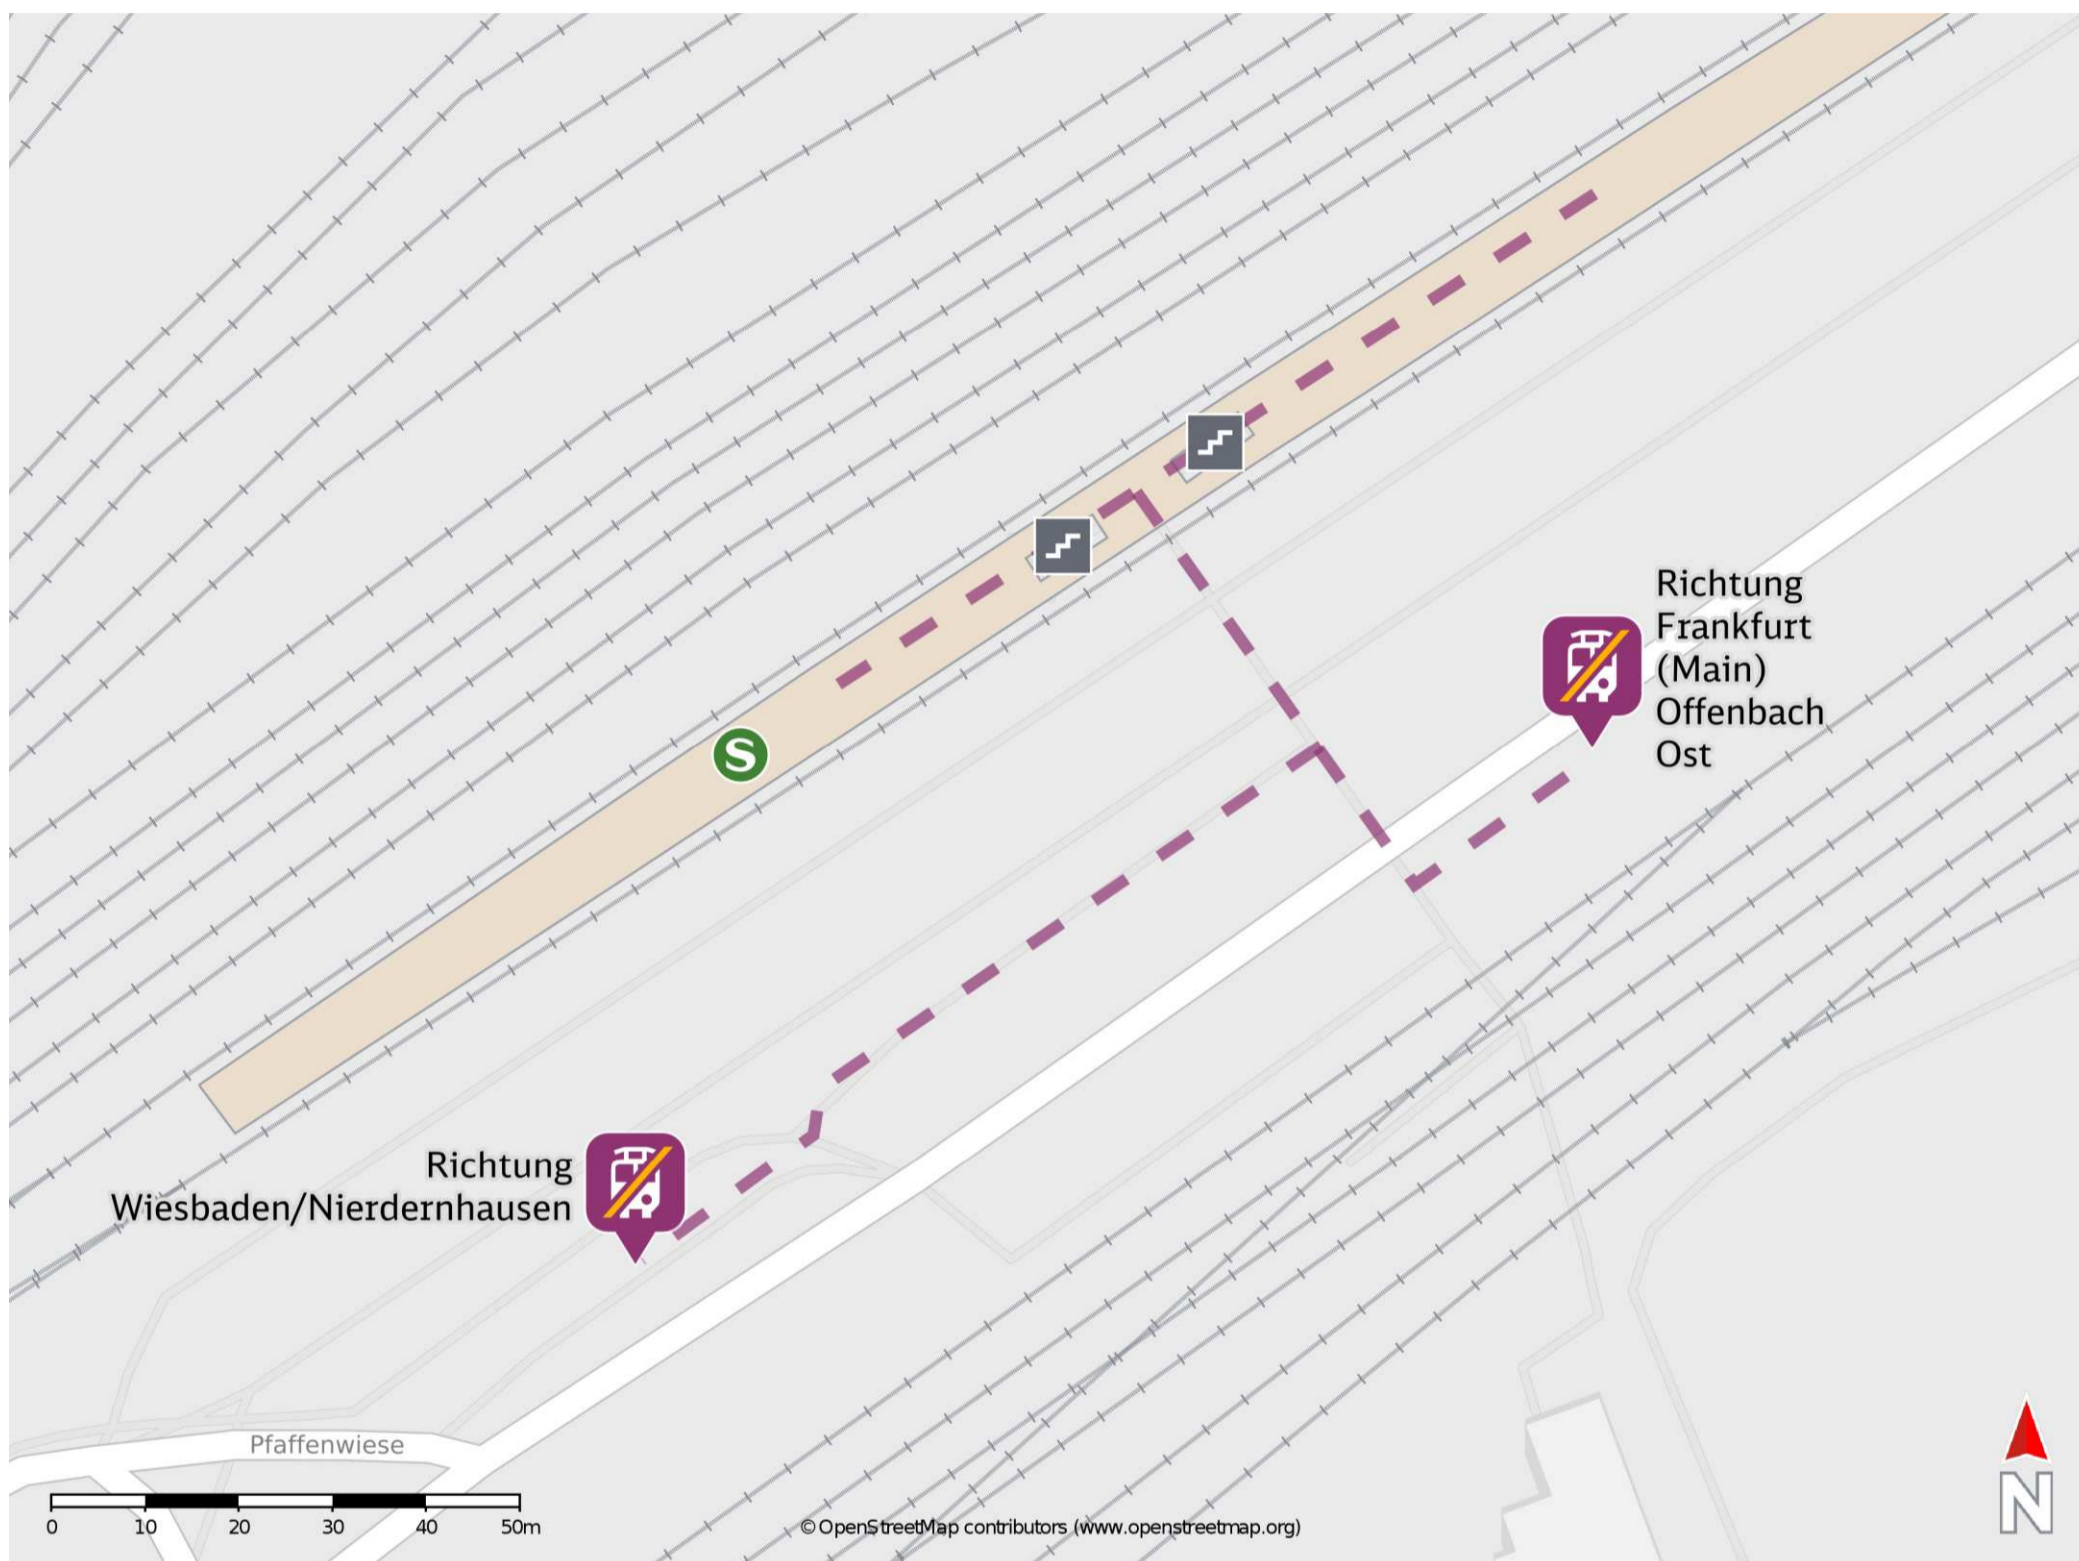 Richtung
Frankfurt
(Main)
Offenbach
Ost
S
Richtung
Wiesbaden/Nierdernhausen
Pfaffenwiese
0 10 20 30 40 50m
© OpenStreetMap contributors (www.openstreetmap.org)
N